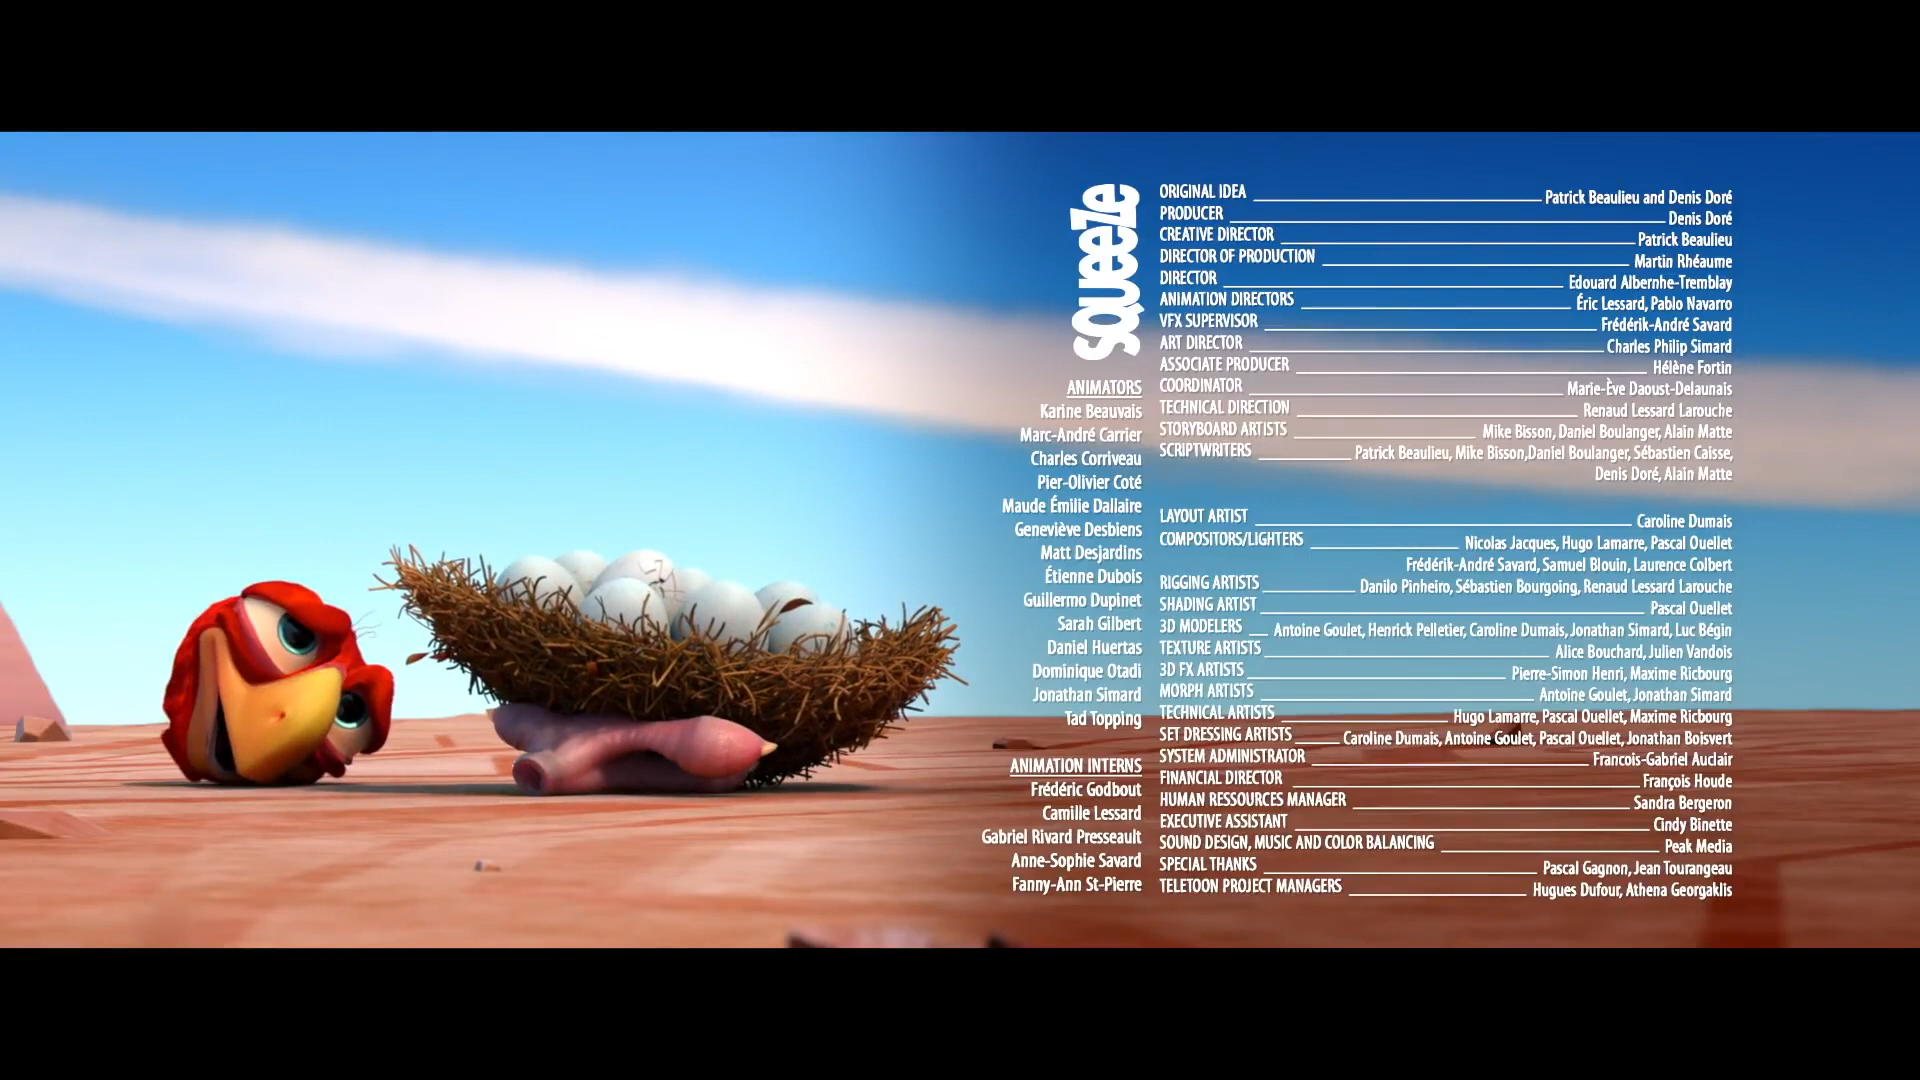 squeeze
ANIMATORS
Karine Beauvais
Marc-André Carrier
Charles Corriveau
Pier-Olivier Coté
Maude Émilie Dallaire
Geneviève Desbiens
Matt Desjardins
Étienne Dubois
Guillermo Dupinet
Sarah Gilbert
Daniel Huertas
Dominique Otadi
Jonathan Simard
Tad Topping
ANIMATION INTERNS
Frédéric Godbout
Camille Lessard
Gabriel Rivard Presseault
Anne-Sophie Savard
Fanny-Ann St-Pierre
ORIGINAL IDEA Patrick Beaulieu and Denis Doré
PRODUCER Denis Doré
CREATIVE DIRECTOR Patrick Beaulieu
DIRECTOR OF PRODUCTION Martin Rhéaume
DIRECTOR Edouard Albernhe-Tremblay
ANIMATION DIRECTORS Éric Lessard, Pablo Navarro
VFX SUPERVISOR Frédérik-André Savard
ART DIRECTOR Charles Philip Simard
ASSOCIATE PRODUCER Hélène Fortin
COORDINATOR Marie-Ève Daoust-Delaunais
TECHNICAL DIRECTION Renaud Lessard Larouche
STORYBOARD ARTISTS Mike Bisson, Daniel Boulanger, Alain Matte
SCRIPTWRITERS Patrick Beaulieu, Mike Bisson,Daniel Boulanger, Sébastien Caisse,
Denis Doré, Alain Matte
LAYOUT ARTIST Caroline Dumais
COMPOSITORS/LIGHTERS Nicolas Jacques, Hugo Lamarre, Pascal Ouellet
Frédérik-André Savard, Samuel Blouin, Laurence Colbert
RIGGING ARTISTS Danilo Pinheiro, Sébastien Bourgoing, Renaud Lessard Larouche
SHADING ARTIST Pascal Ouellet
3D MODELERS Antoine Goulet, Henrick Pelletier, Caroline Dumais, Jonathan Simard, Luc Bégin
TEXTURE ARTISTS Alice Bouchard, Julien Vandois
3D FX ARTISTS Pierre-Simon Henri, Maxime Ricbourg
MORPH ARTISTS Antoine Goulet, Jonathan Simard
TECHNICAL ARTISTS Hugo Lamarre, Pascal Ouellet, Maxime Ricbourg
SET DRESSING ARTISTS Caroline Dumais, Antoine Goulet, Pascal Ouellet, Jonathan Boisvert
SYSTEM ADMINISTRATOR Francois-Gabriel Auclair
FINANCIAL DIRECTOR François Houde
HUMAN RESSOURCES MANAGER Sandra Bergeron
EXECUTIVE ASSISTANT Cindy Binette
SOUND DESIGN, MUSIC AND COLOR BALANCING Peak Media
SPECIAL THANKS Pascal Gagnon, Jean Tourangeau
TELETOON PROJECT MANAGERS Hugues Dufour, Athena Georgaklis